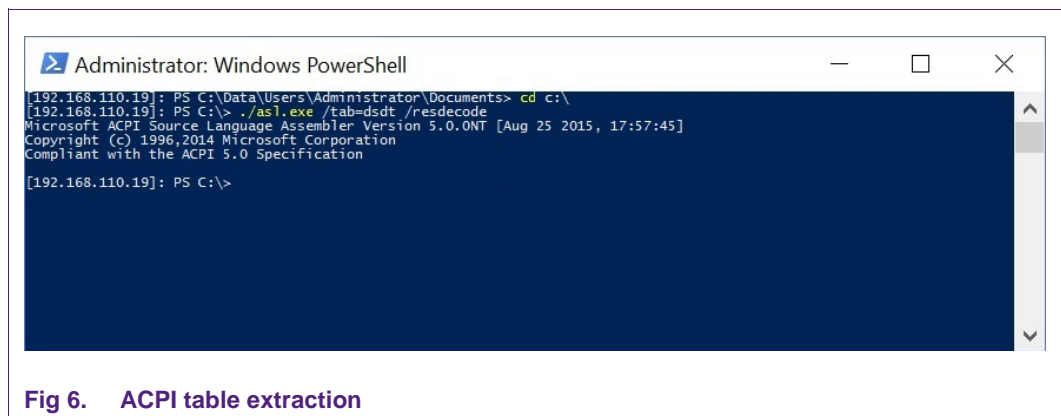 Administrator: Windows PowerShell
[192.168.110.19]: PS C:\Data\Users\Administrator\Documents> cd c:\
[192.168.110.19]: PS C:\> ./asl.exe /tab=dsdt /resdecode
Microsoft ACPI Source Language Assembler Version 5.0.0NT [Aug 25 2015, 17:57:45]
Copyright (c) 1996,2014 Microsoft Corporation
Compliant with the ACPI 5.0 Specification
[192.168.110.19]: PS C:\>
Fig 6. ACPI table extraction